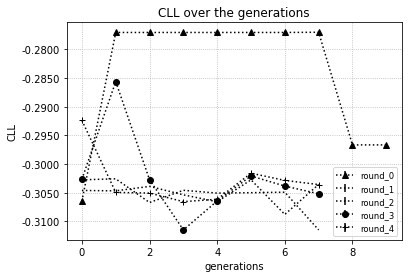 CLL over the generations
-0.2800
-0.2850
-0.2900
-0.2950
-0.3000
-0.3050
-0.3100
CLL
0 2 4 6 8
generations
round_0
round_1
round_2
round_3
round_4